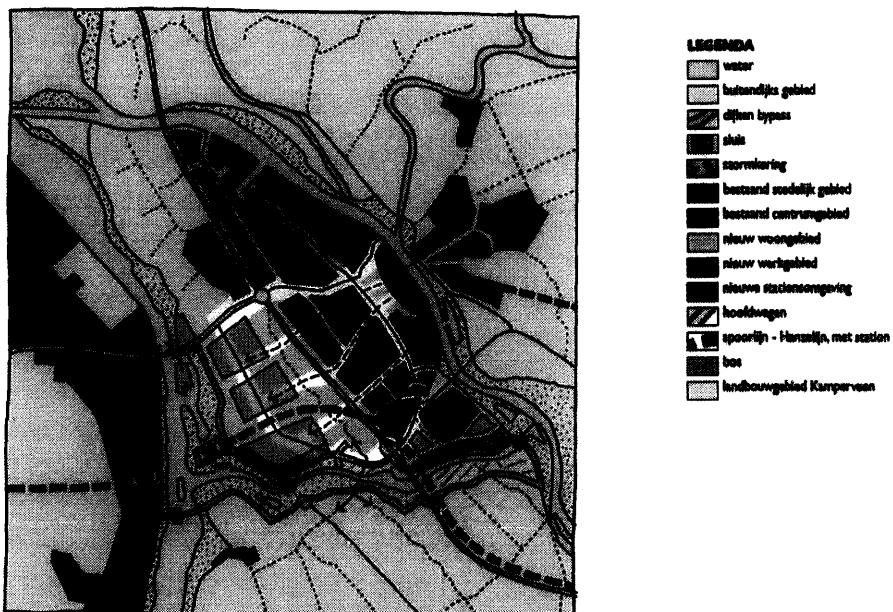 LEGENDA
water
buitendijks gebied
dijken bypass
sluis
stormkering
bestaand stedelijk gebied
bestaand centrumgebied
nieuw woongebied
nieuw werkgebied
nieuwe stationsomgeving
hoofdwegen
spoorlijn - Hanzelijn, met station
bos
landbouwgebied Kamperveen